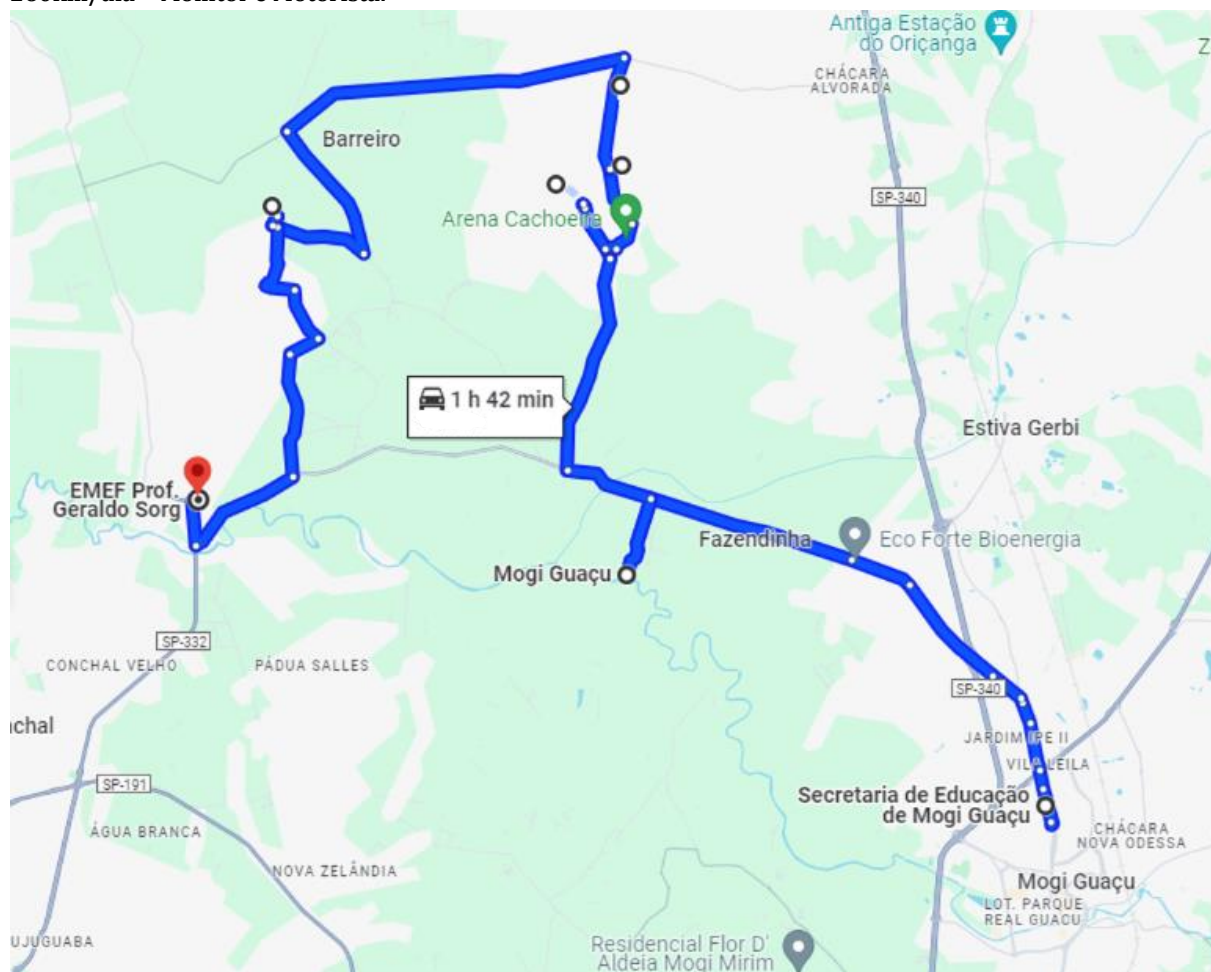 Antiga Estação
do Oriçanga
CHÁCARA
ALVORADA
Z
Barreiro
SP-340
Arena Cachoeira
1 h 42 min
Estiva Gerbi
EMEF Prof.
Geraldo Sorg
Fazendinha
Eco Forte Bioenergia
Mogi Guaçu
SP-332
CONCHAL VELHO
PÁDUA SALLES
SP-340
chal
JARDIM IPE II
VILA LEILA
SP-191
Secretaria de Educação
de Mogi Guaçu
ÁGUA BRANCA
CHÁCARA
NOVA ODESSA
NOVA ZELÂNDIA
Mogi Guaçu
LOT. PARQUE
REAL GUACU
UJUGUABA
Residencial Flor D'
Aldeia Mogi Mirim